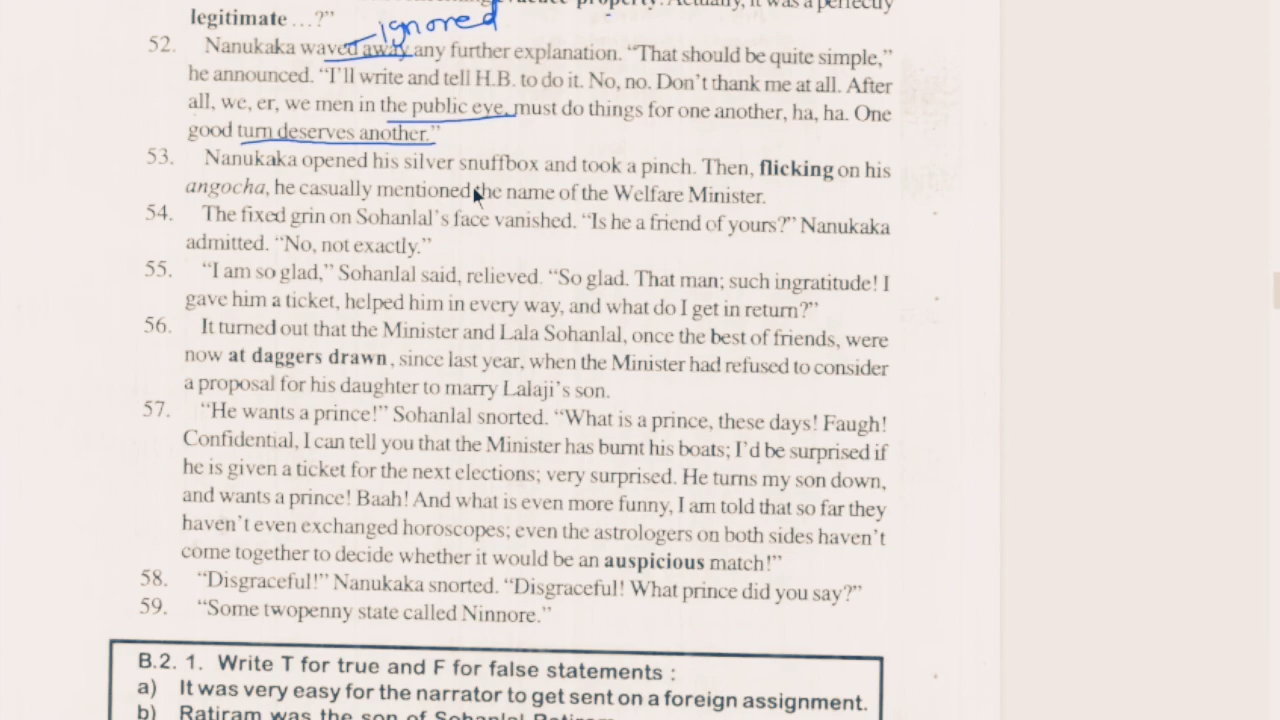 property. Actually, it was a perfectly
legitimate ...?"
ignored
52. Nanukaka waved away any further explanation. "That should be quite simple,"
he announced. "I'll write and tell H.B. to do it. No, no. Don't thank me at all. After
all, we, er, we men in the public eye, must do things for one another, ha, ha. One
good turn deserves another."
53. Nanukaka opened his silver snuffbox and took a pinch. Then, flicking on his
angocha, he casually mentioned the name of the Welfare Minister.
54. The fixed grin on Sohanlal's face vanished. "Is he a friend of yours?" Nanukaka
admitted. "No, not exactly."
55. "I am so glad," Sohanlal said, relieved. "So glad. That man; such ingratitude! I
gave him a ticket, helped him in every way, and what do I get in return?"
56. It turned out that the Minister and Lala Sohanlal, once the best of friends, were
now at daggers drawn, since last year, when the Minister had refused to consider
a proposal for his daughter to marry Lalaji's son.
57. "He wants a prince!" Sohanlal snorted. "What is a prince, these days! Faugh!
Confidential, I can tell you that the Minister has burnt his boats; I'd be surprised if
he is given a ticket for the next elections; very surprised. He turns my son down,
and wants a prince! Baah! And what is even more funny, I am told that so far they
haven't even exchanged horoscopes; even the astrologers on both sides haven't
come together to decide whether it would be an auspicious match!"
58. "Disgraceful!" Nanukaka snorted. "Disgraceful! What prince did you say?"
59. "Some twopenny state called Ninnore."
B.2. 1. Write T for true and F for false statements :
a) It was very easy for the narrator to get sent on a foreign assignment.
b) Ratiram was the son of Sohanlal Ratiram